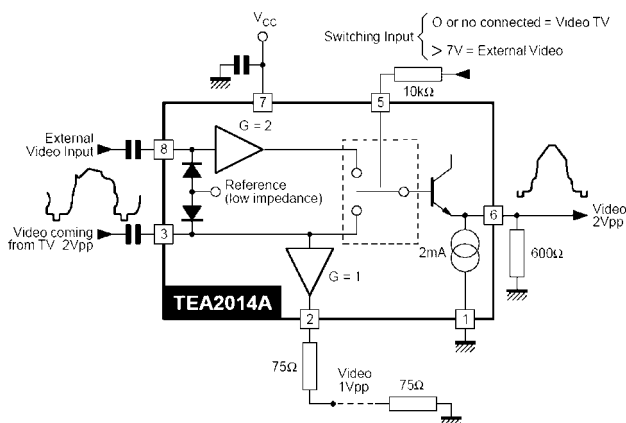 VCC
Switching Input
O or no connected = Video TV
> 7V = External Video
10kΩ
7
5
External
Video Input
8
G = 2
Reference
(low impedance)
Video coming
from TV 2Vpp
3
6
Video
2Vpp
2mA
600Ω
G = 1
TEA2014A
2
1
75Ω
Video
1Vpp
75Ω